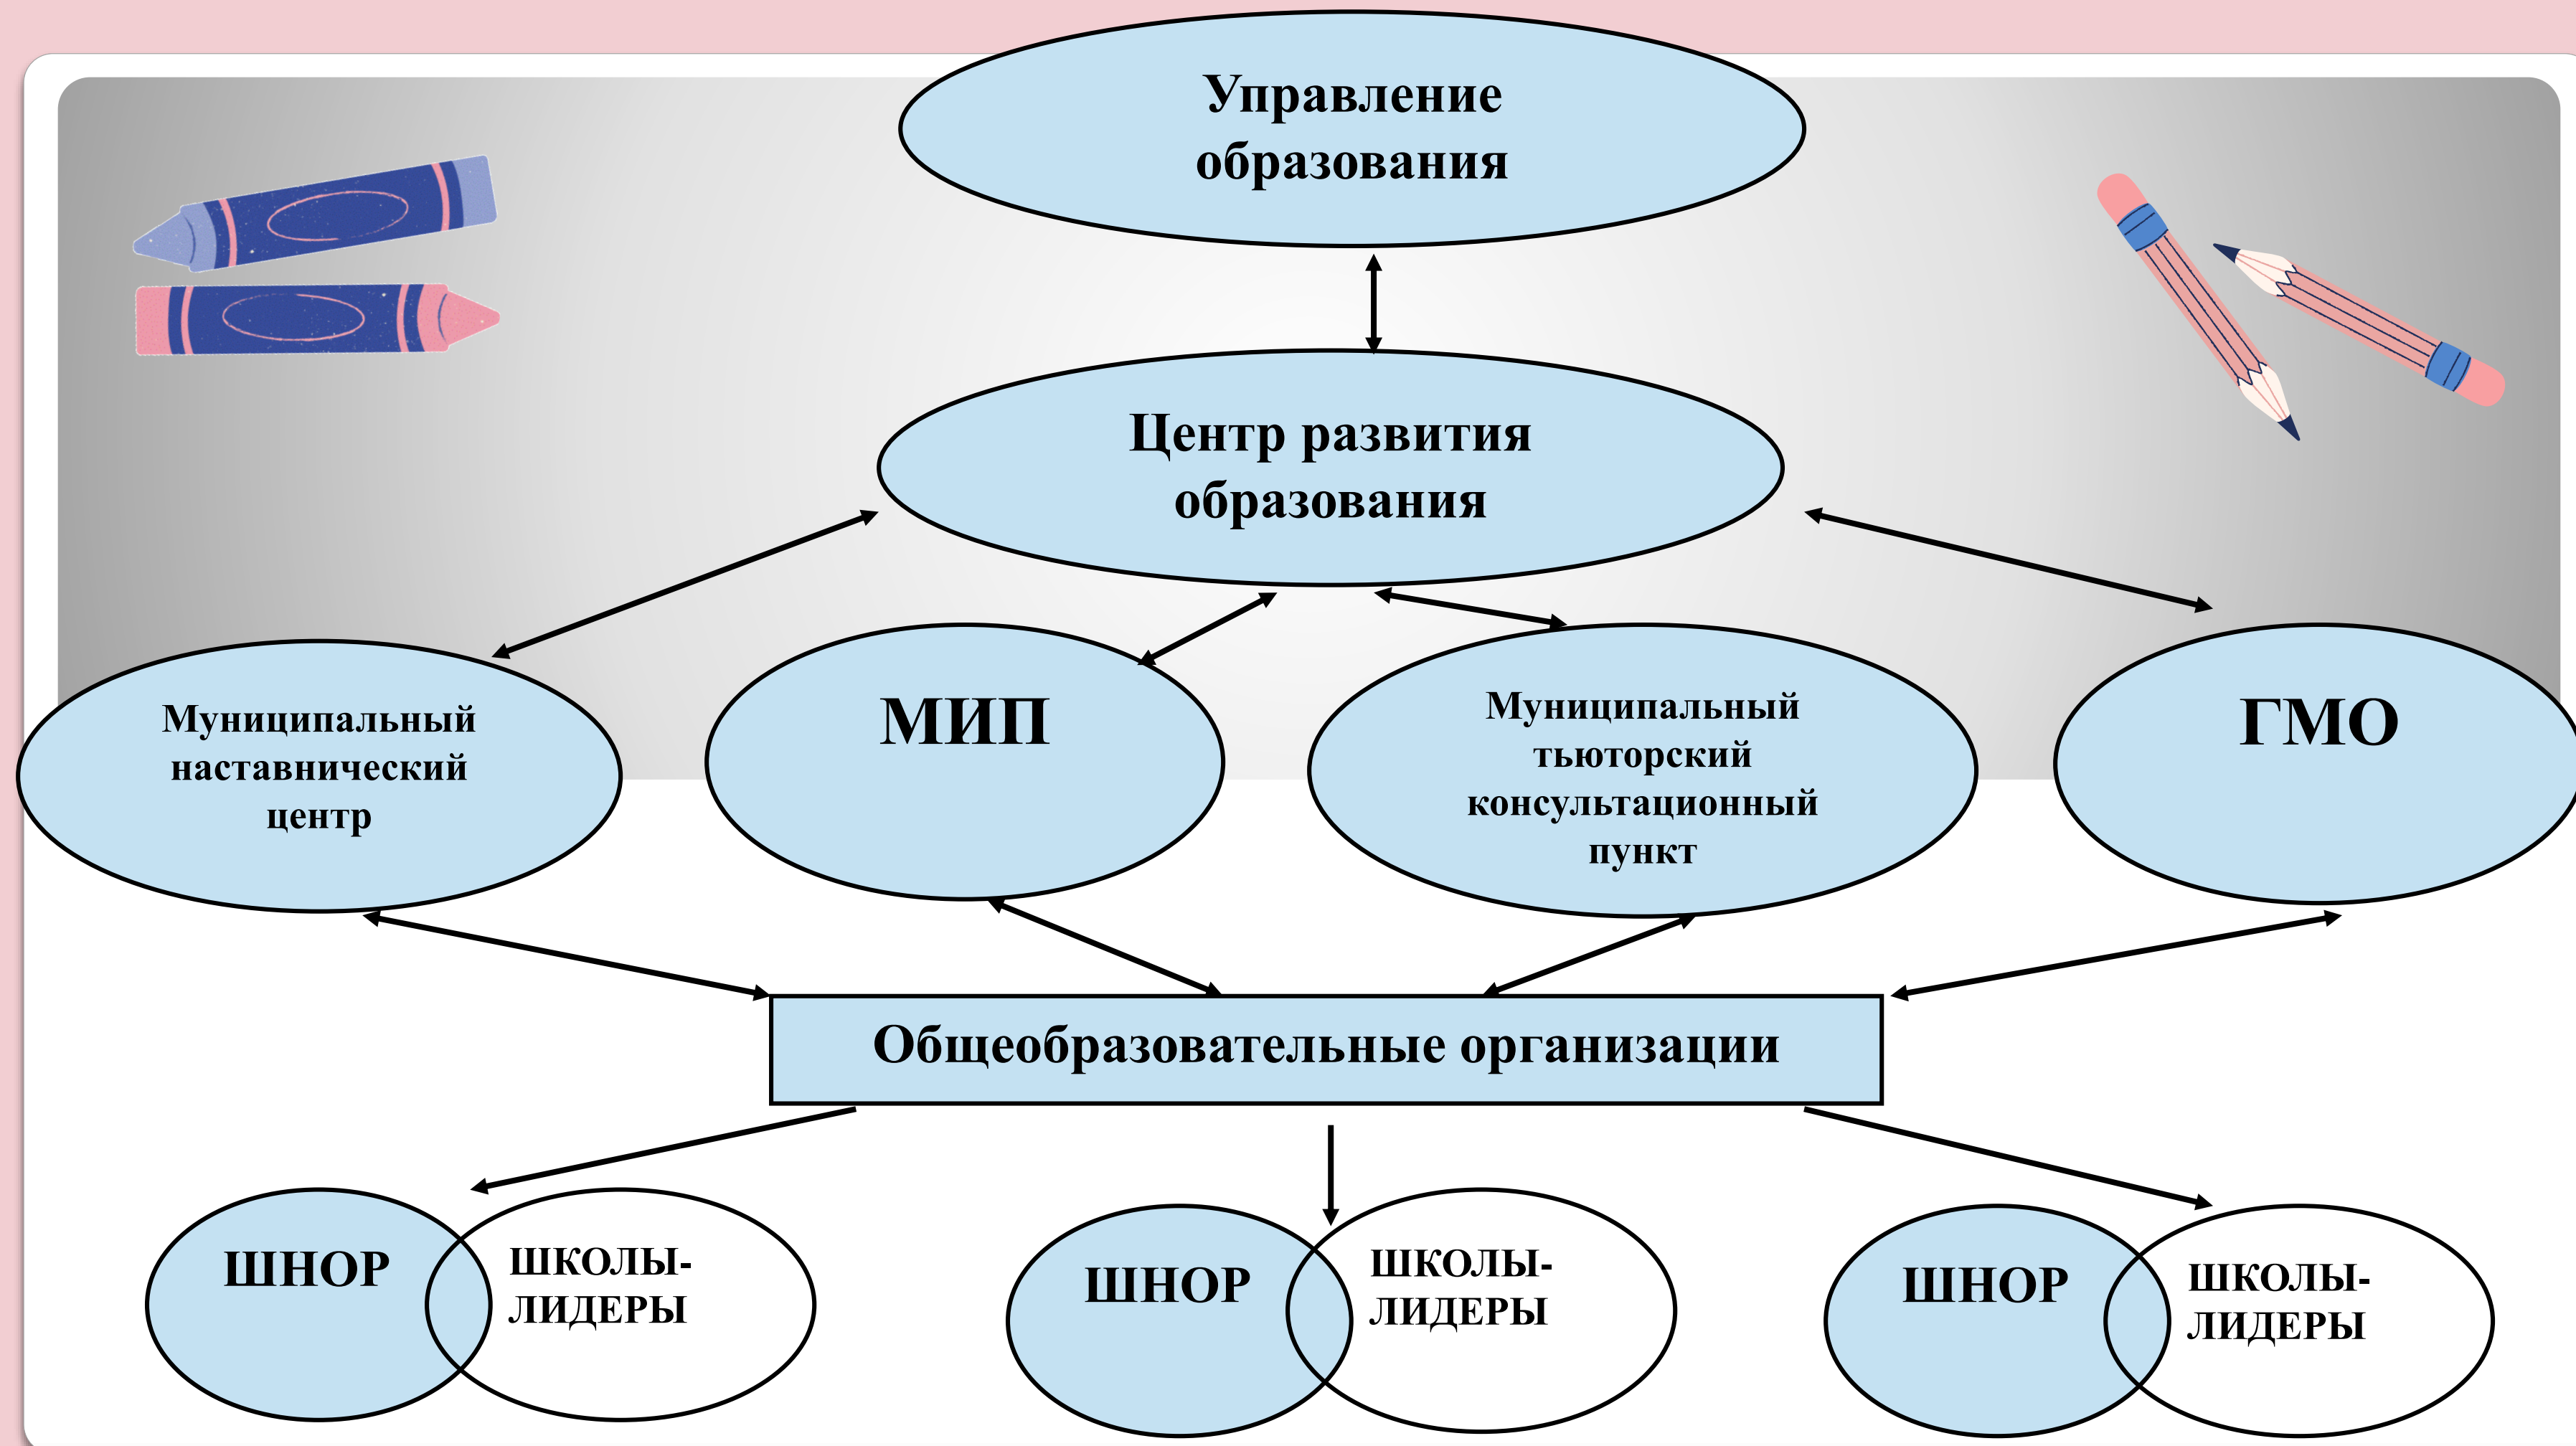 Управление
образования
Центр развития
образования
Муниципальный
наставнический
центр
МИП
Муниципальный
тьюторский
консультационный
пункт
ГМО
Общеобразовательные организации
ШНОР
ШКОЛЫ-
ЛИДЕРЫ
ШНОР
ШКОЛЫ-
ЛИДЕРЫ
ШНОР
ШКОЛЫ-
ЛИДЕРЫ